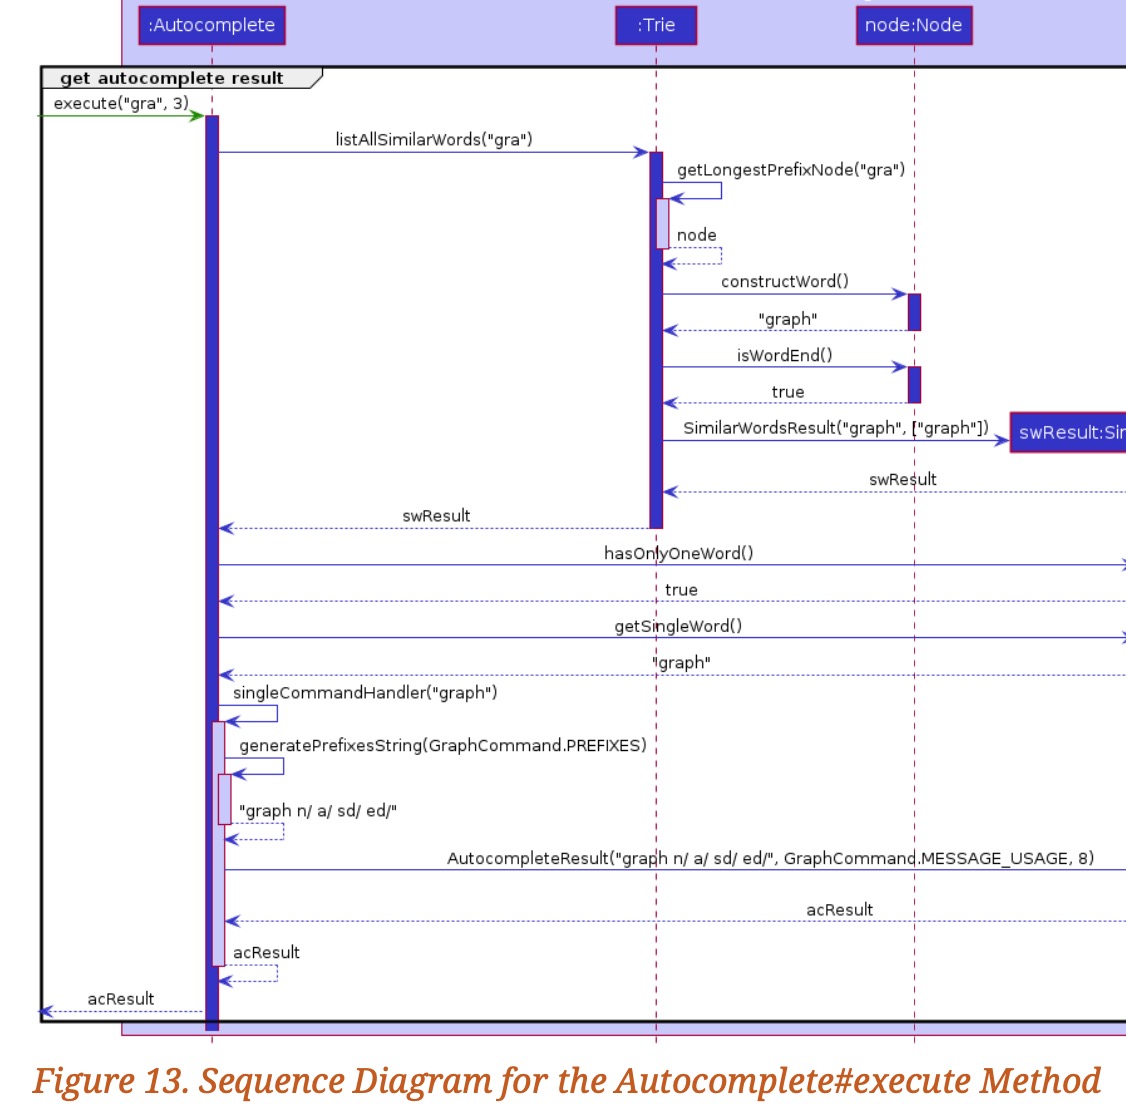 :Autocomplete
:Trie
node:Node
get autocomplete result
execute("gra", 3)
listAllSimilarWords("gra")
getLongestPrefixNode("gra")
node
constructWord()
"graph"
isWordEnd()
true
SimilarWordsResult("graph", ["graph"])
swResult:Sir
swResult
swResult
hasOnlyOneWord()
true
getSingleWord()
"graph"
singleCommandHandler("graph")
generatePrefixesString(GraphCommand.PREFIXES)
"graph n/ a/ sd/ ed/"
AutocompleteResult("graph n/ a/ sd/ ed/", GraphCommand.MESSAGE_USAGE, 8)
acResult
acResult
acResult
Figure 13. Sequence Diagram for the Autocomplete#execute Method